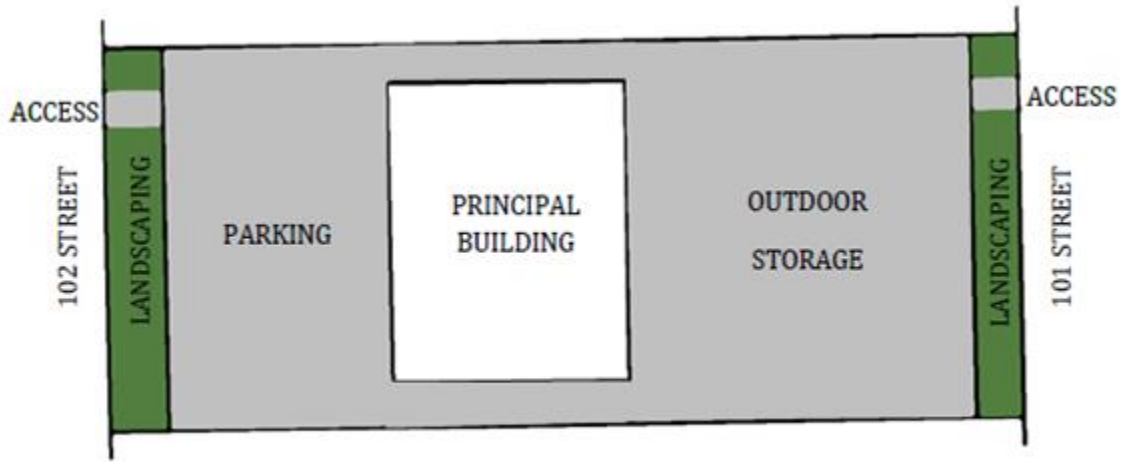 ACCESS
102 STREET
LANDSCAPING
PARKING
PRINCIPAL
BUILDING
OUTDOOR
STORAGE
LANDSCAPING
ACCESS
101 STREET